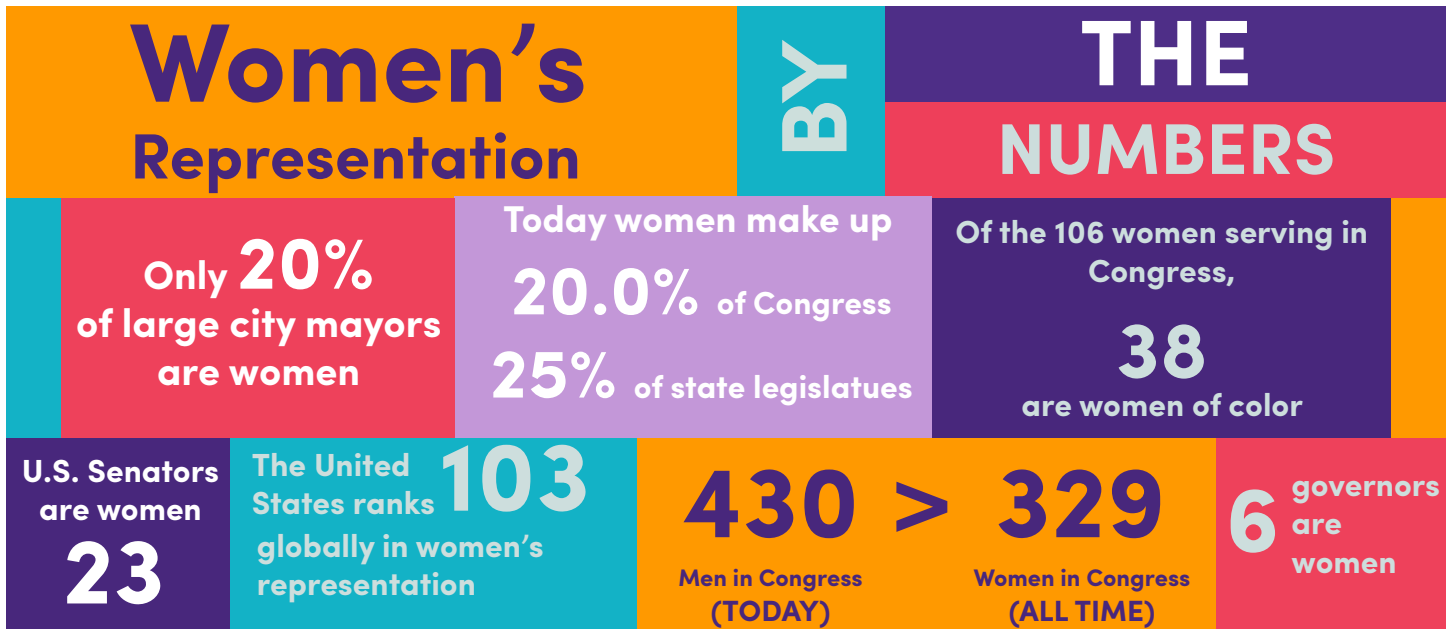 Women's
Representation
BY
THE
NUMBERS
Only 20%
of large city mayors
are women
Today women make up
20.0% of Congress
25% of state legislatues
Of the 106 women serving in
Congress,
38
are women of color
U.S. Senators
are women
23
The United
States ranks 103
globally in women's
representation
430 > 329
Men in Congress
(TODAY)
Women in Congress
(ALL TIME)
6 governors
are
women